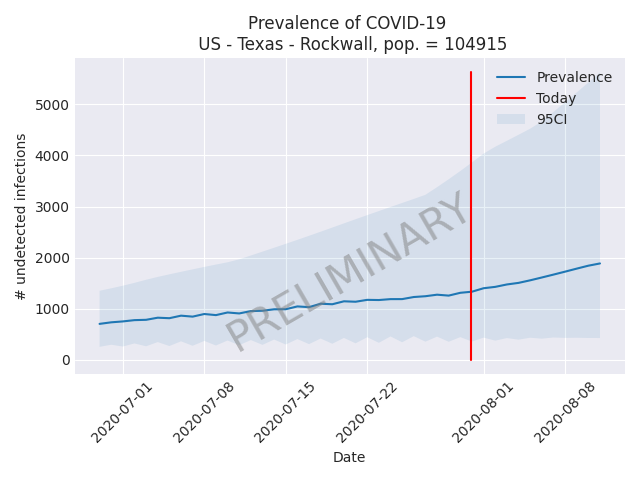 Prevalence of COVID-19
US - Texas - Rockwall, pop. = 104915
Prevalence
Today
95CI
# undetected infections
5000
4000
3000
2000
1000
0
PRELIMINARY
2020-07-01
2020-07-08
2020-07-15
2020-07-22
2020-08-01
2020-08-08
Date